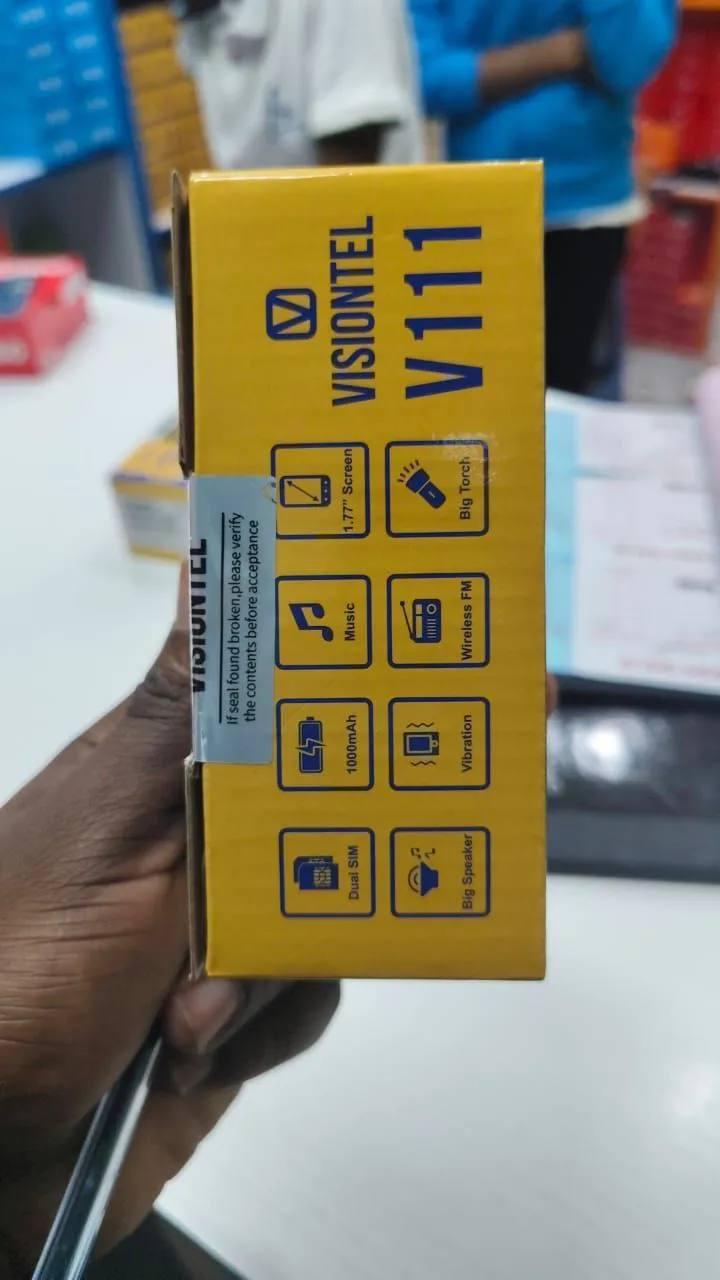 VISIONTEL
V111
1.77" Screen
Music
1000mAh
Dual SIM
Big Torch
Wireless FM
Vibration
Big Speaker
VISIONTEL
If seal found broken,please verify
the contents before acceptance